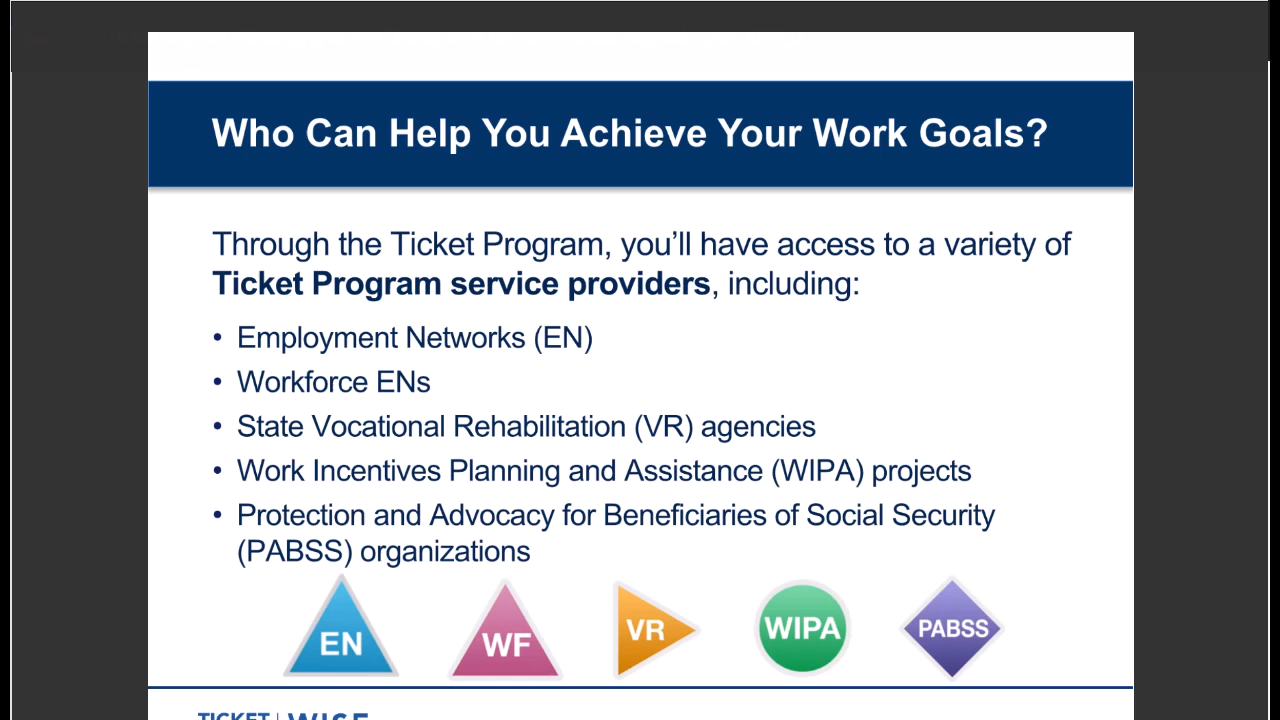 Who Can Help You Achieve Your Work Goals?
Through the Ticket Program, you’ll have access to a variety of
Ticket Program service providers, including:
• Employment Networks (EN)
• Workforce ENs
• State Vocational Rehabilitation (VR) agencies
• Work Incentives Planning and Assistance (WIPA) projects
• Protection and Advocacy for Beneficiaries of Social Security
(PABSS) organizations
EN WF VR WIPA PABSS
TICKET | WISE